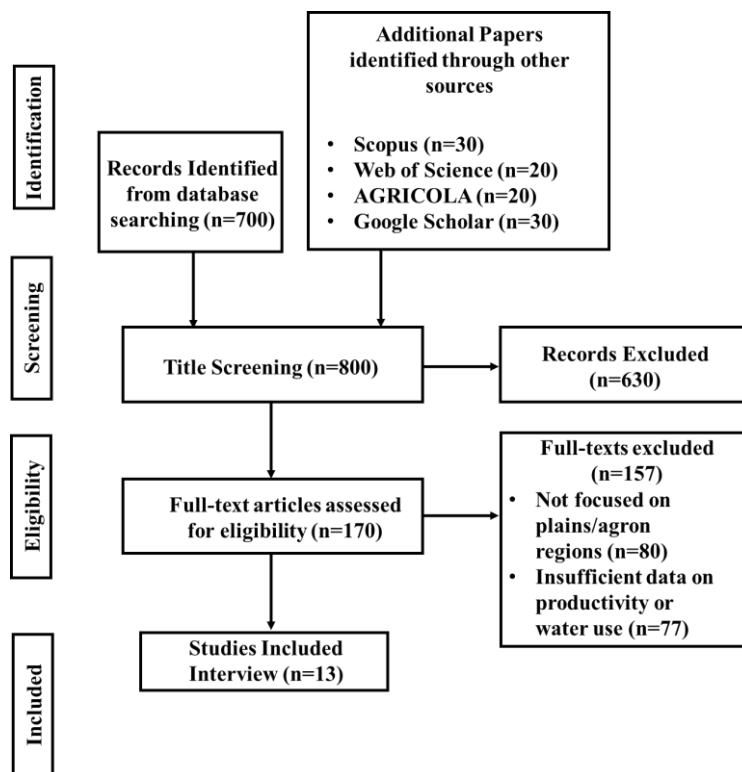 Identification
Additional Papers
identified through other
sources
• Scopus (n=30)
• Web of Science (n=20)
• AGRICOLA (n=20)
• Google Scholar (n=30)
Records Identified
from database
searching (n=700)
Screening
Title Screening (n=800)
Records Excluded
(n=630)
Eligibility
Full-text articles assessed
for eligibility (n=170)
Full-texts excluded
(n=157)
• Not focused on
plains/agron
regions (n=80)
• Insufficient data on
productivity or
water use (n=77)
Included
Studies Included
Interview (n=13)